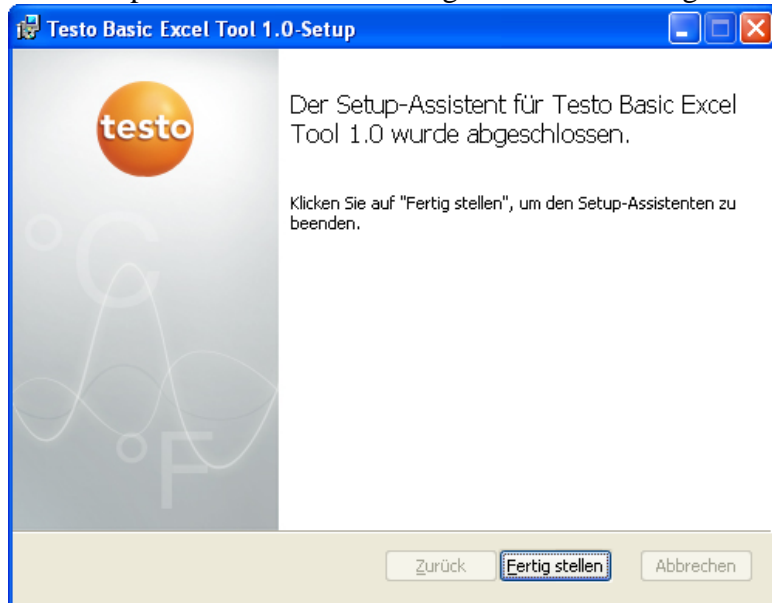 Testo Basic Excel Tool 1.0-Setup
testo
Der Setup-Assistent für Testo Basic Excel
Tool 1.0 wurde abgeschlossen.
Klicken Sie auf "Fertig stellen", um den Setup-Assistenten zu
beenden.
°C
°F
Zurück Fertig stellen Abbrechen